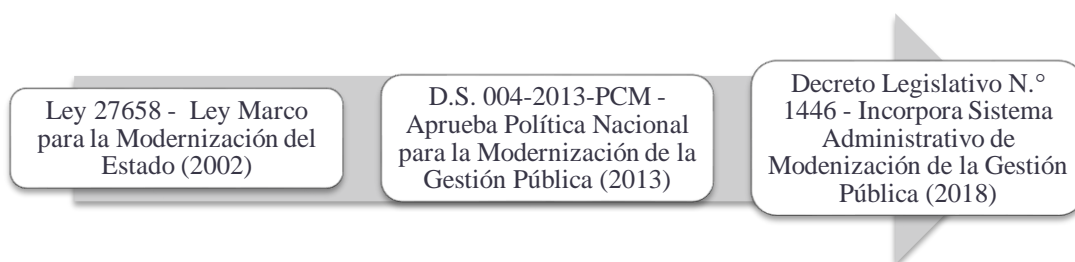 Ley 27658 - Ley Marco
para la Modernización del
Estado (2002)
D.S. 004-2013-PCM -
Aprueba Política Nacional
para la Modernización de la
Gestión Pública (2013)
Decreto Legislativo N.°
1446 - Incorpora Sistema
Administrativo de
Modenización de la Gestión
Pública (2018)